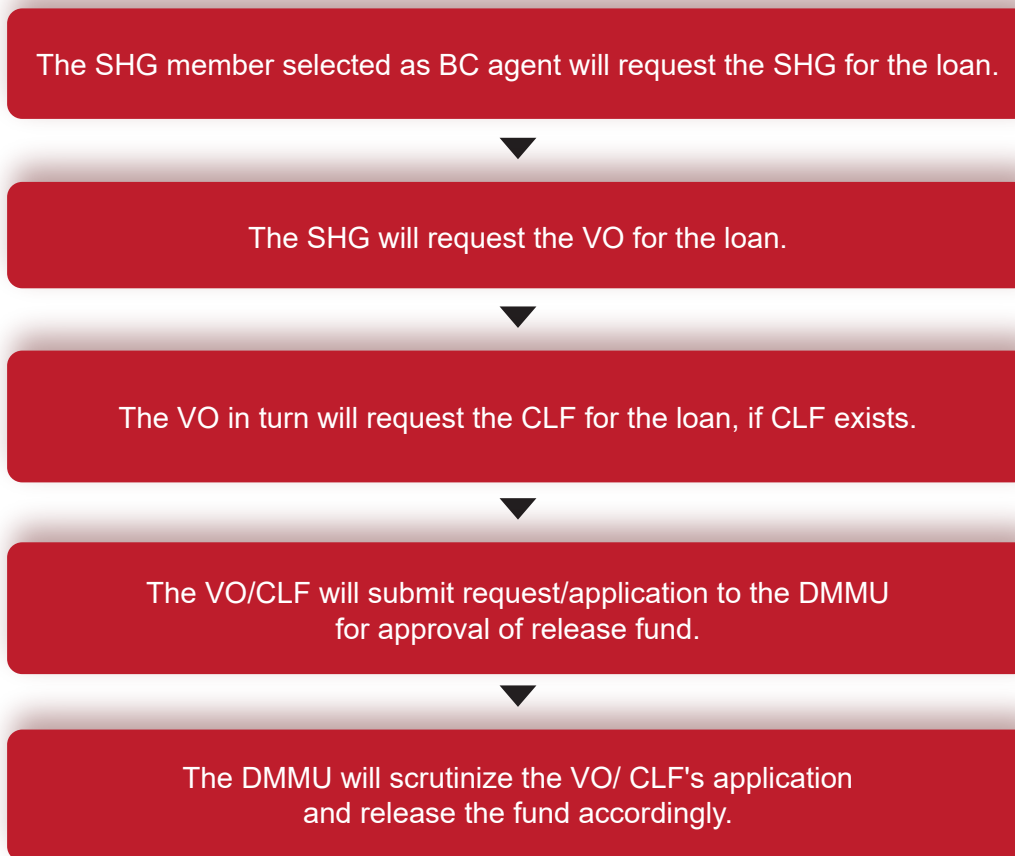 The SHG member selected as BC agent will request the SHG for the loan.
The SHG will request the VO for the loan.
The VO in turn will request the CLF for the loan, if CLF exists.
The VO/CLF will submit request/application to the DMMU
for approval of release fund.
The DMMU will scrutinize the VO/ CLF's application
and release the fund accordingly.